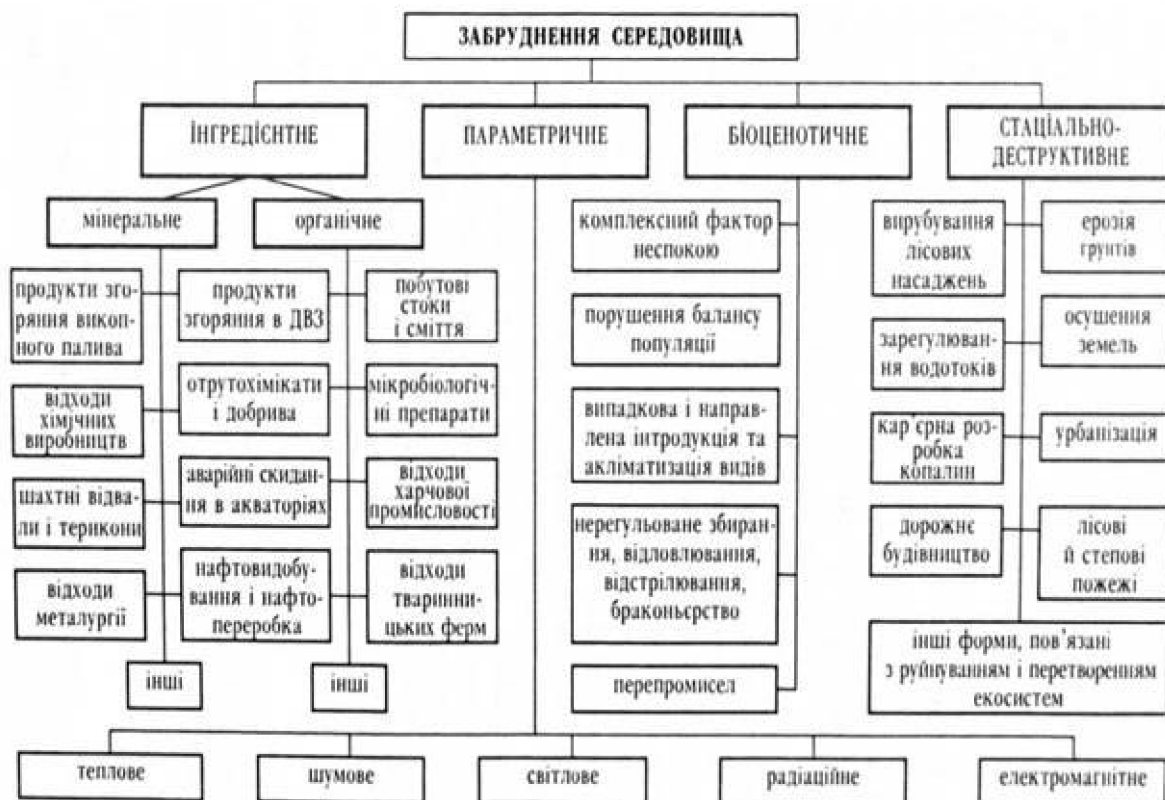 ЗАБРУДНЕННЯ СЕРЕДОВИЩА
ІНГРЕДІЄНТНЕ
ПАРАМЕТРИЧНЕ
БІОЦЕНОТИЧНЕ
СТАЦІАЛЬНО-
ДЕСТРУКТИВНЕ
мінеральне
органічне
продукти зго-
ряння викоп-
ного палива
продукти
згоряння в ДВЗ
побутові
стоки
і сміття
відходи
хімічних
виробництв
отрутохімікати
і добрива
мікробіологіч-
ні препарати
шахтні відва-
ли і терикони
аварійні скидан-
ня в акваторіях
відходи
харчової
промисловості
відходи
металургії
нафтовидобу-
вання і нафто-
переробка
відходи
тваринни-
цьких ферм
інші
інші
комплексний фактор
неспокою
порушення балансу
популяції
випадкова і направ-
лена інтродукція та
акліматизація видів
нерегульоване збиран-
ня, відловлювання,
відстрілювання,
браконьєрство
перепромисел
вирубування
лісових
насаджень
ерозія
грунтів
зарегулюван-
ня водотоків
осушення
земель
кар'єрна роз-
робка
копалин
урбанізація
дорожнє
будівництво
лісові
й степові
пожежі
інші форми, пов'язані
з руйнуванням і перетворенням
екосистем
теплове
шумове
світлове
радіаційне
електромагнітне